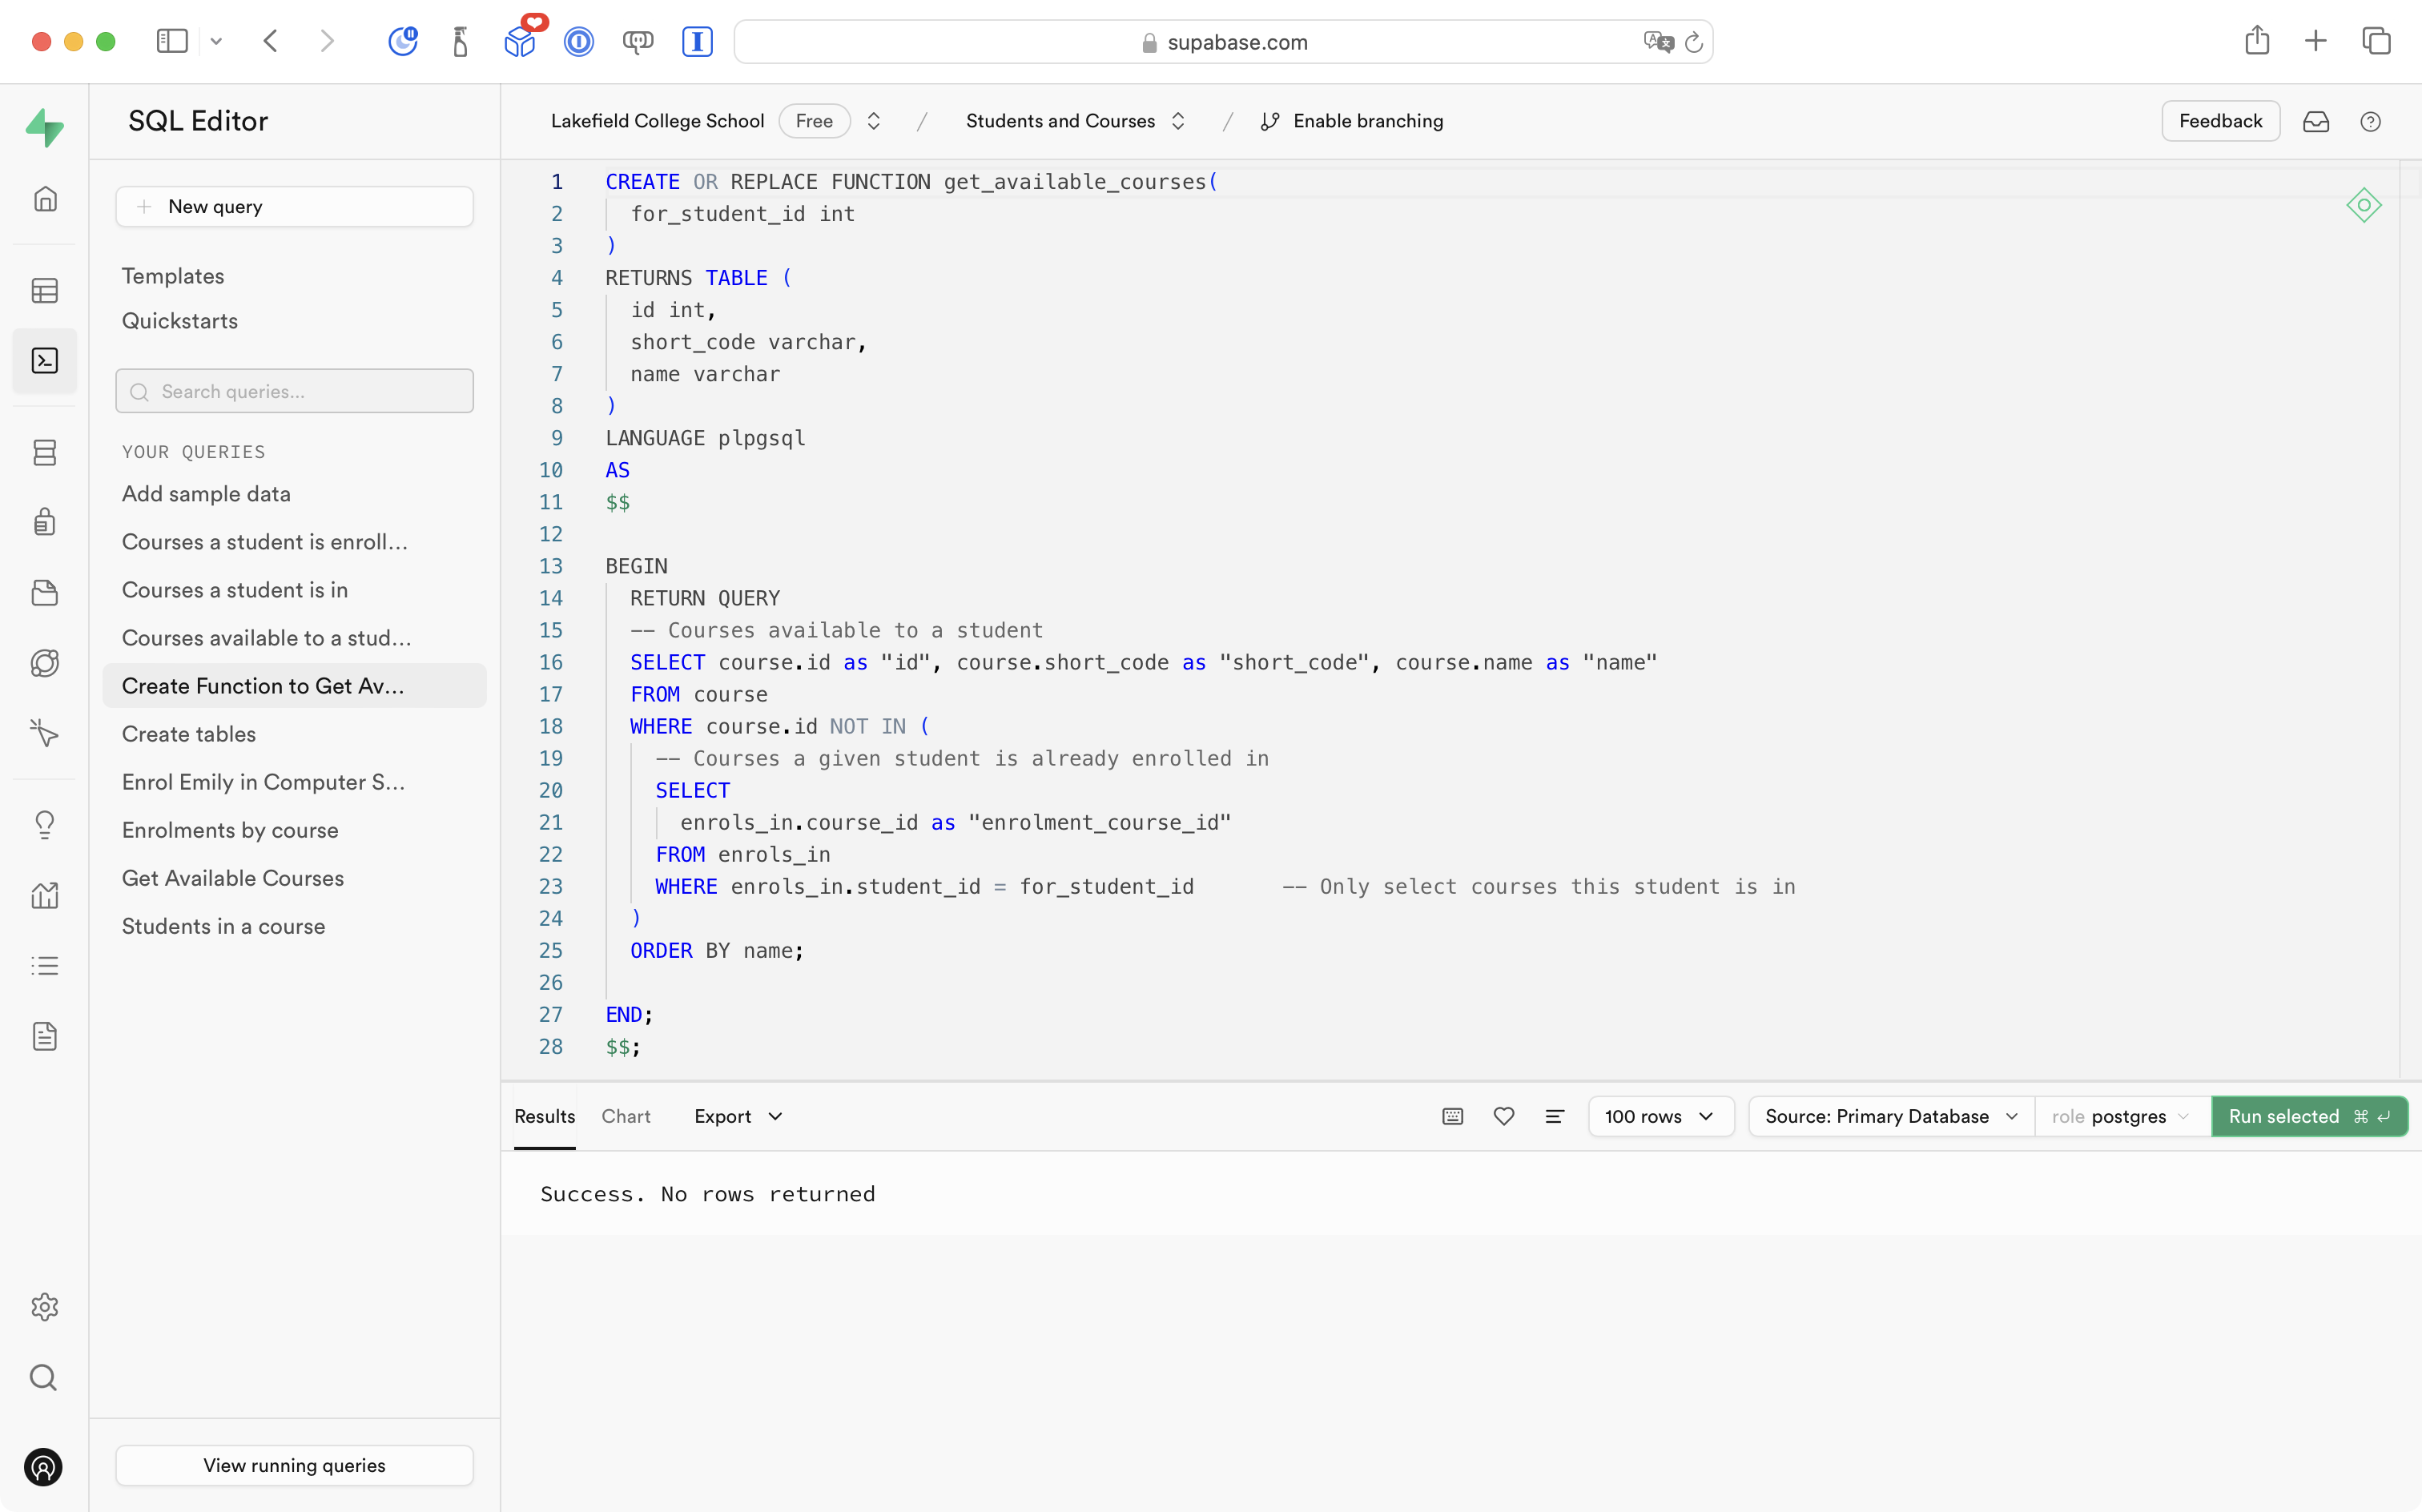 supabase.com
SQL Editor
Lakefield College School Free / Students and Courses / Enable branching
Feedback
New query
Templates
Quickstarts
Search queries...
YOUR QUERIES
Add sample data
Courses a student is enroll...
Courses a student is in
Courses available to a stud...
Create Function to Get Av...
Create tables
Enrol Emily in Computer S...
Enrolments by course
Get Available Courses
Students in a course
View running queries
1 CREATE OR REPLACE FUNCTION get_available_courses(
2 for_student_id int
3 )
4 RETURNS TABLE (
5 id int,
6 short_code varchar,
7 name varchar
8 )
9 LANGUAGE plpgsql
10 AS
11 $$
12
13 BEGIN
14 RETURN QUERY
15 -- Courses available to a student
16 SELECT course.id as "id", course.short_code as "short_code", course.name as "name"
17 FROM course
18 WHERE course.id NOT IN (
19 -- Courses a given student is already enrolled in
20 SELECT
21 enrols_in.course_id as "enrolment_course_id"
22 FROM enrols_in
23 WHERE enrols_in.student_id = for_student_id -- Only select courses this student is in
24 )
25 ORDER BY name;
26
27 END;
28 $$;
Results Chart Export 100 rows Source: Primary Database role postgres Run selected ⌘ ↵
Success. No rows returned